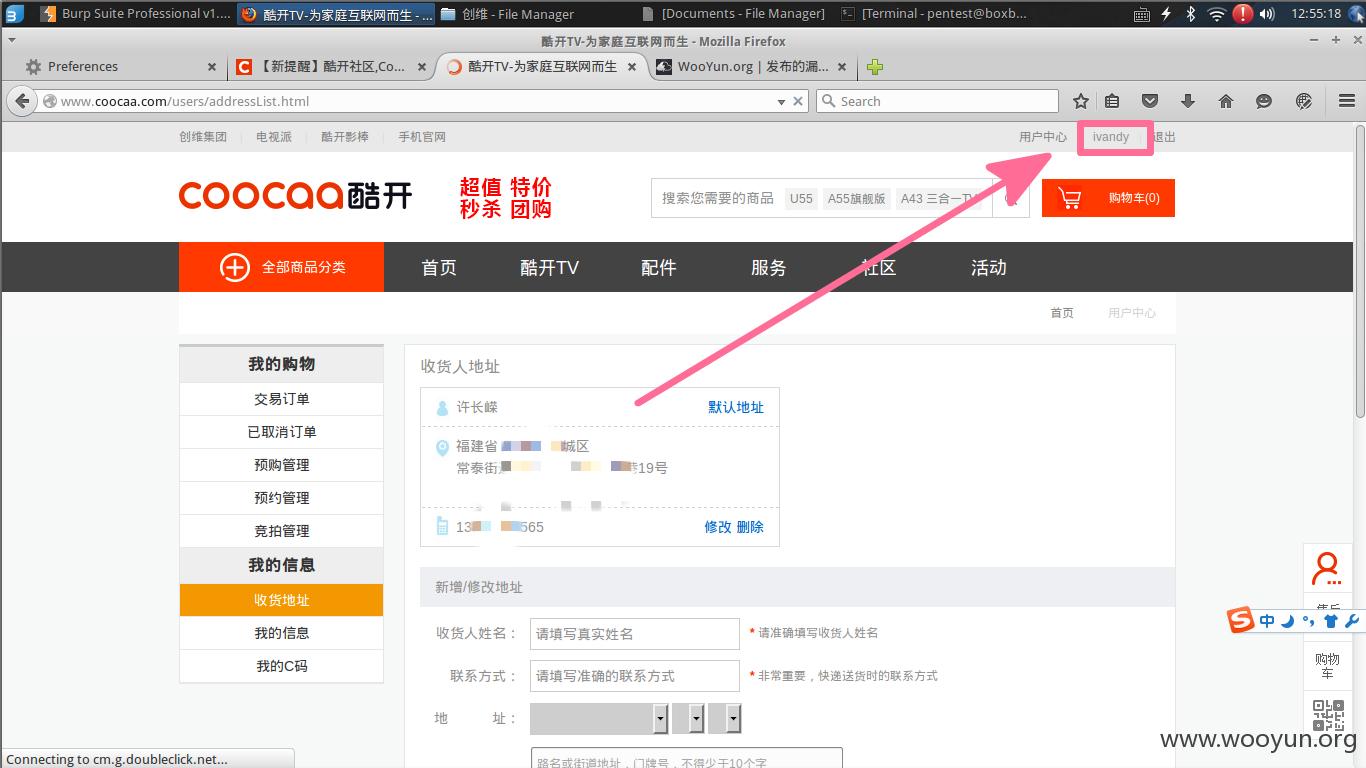 Burp Suite Professional v1....
酷开TV-为家庭互联网而生 - ...
创维 - File Manager
[Documents - File Manager]
[Terminal - pentest@boxb...
12:55:18
酷开TV-为家庭互联网而生 - Mozilla Firefox
Preferences
【新提醒】酷开社区,Co...
酷开TV-为家庭互联网而生
WooYun.org | 发布的漏...
www.coocaa.com/users/addressList.html
Search
创维集团
电视派
酷开影棒
手机官网
用户中心
ivandy
退出
coocaa酷开
超值 特价
秒杀 团购
搜索您需要的商品
U55
A55旗舰版
A43 三合一TV
购物车(0)
全部商品分类
首页
酷开TV
配件
服务
社区
活动
首页
用户中心
我的购物
交易订单
已取消订单
预购管理
预约管理
竞拍管理
我的信息
收货地址
我的信息
我的C码
收货人地址
许长嵘
默认地址
福建省 城区
常泰街 19号
13 565
修改 删除
新增/修改地址
收货人姓名：
请填写真实姓名
* 请准确填写收货人姓名
联系方式：
请填写准确的联系方式
* 非常重要，快递送货时的联系方式
地 址：
路名或街道地址，门牌号，不得少于10个字
售后
中
购物
车
www.wooyun.org
Connecting to cm.g.doubleclick.net...